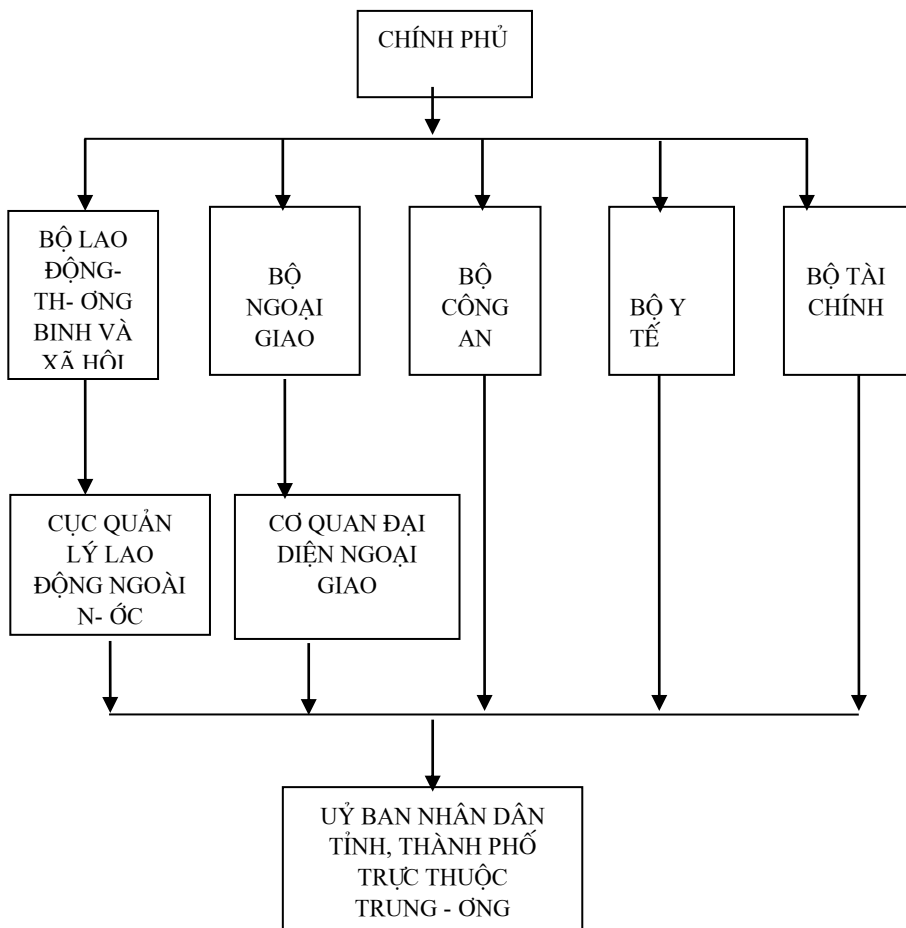 CHÍNH PHỦ
BỘ LAO
ĐỘNG-
TH- ƠNG
BINH VÀ
XÃ HỘI
BỘ
NGOẠI
GIAO
BỘ
CÔNG
AN
BỘ Y
TẾ
BỘ TÀI
CHÍNH
CỤC QUẢN
LÝ LAO
ĐỘNG NGOÀI
N- ỚC
CƠ QUAN ĐẠI
DIỆN NGOẠI
GIAO
UỶ BAN NHÂN DÂN
TỈNH, THÀNH PHỐ
TRỰC THUỘC
TRUNG - ƠNG